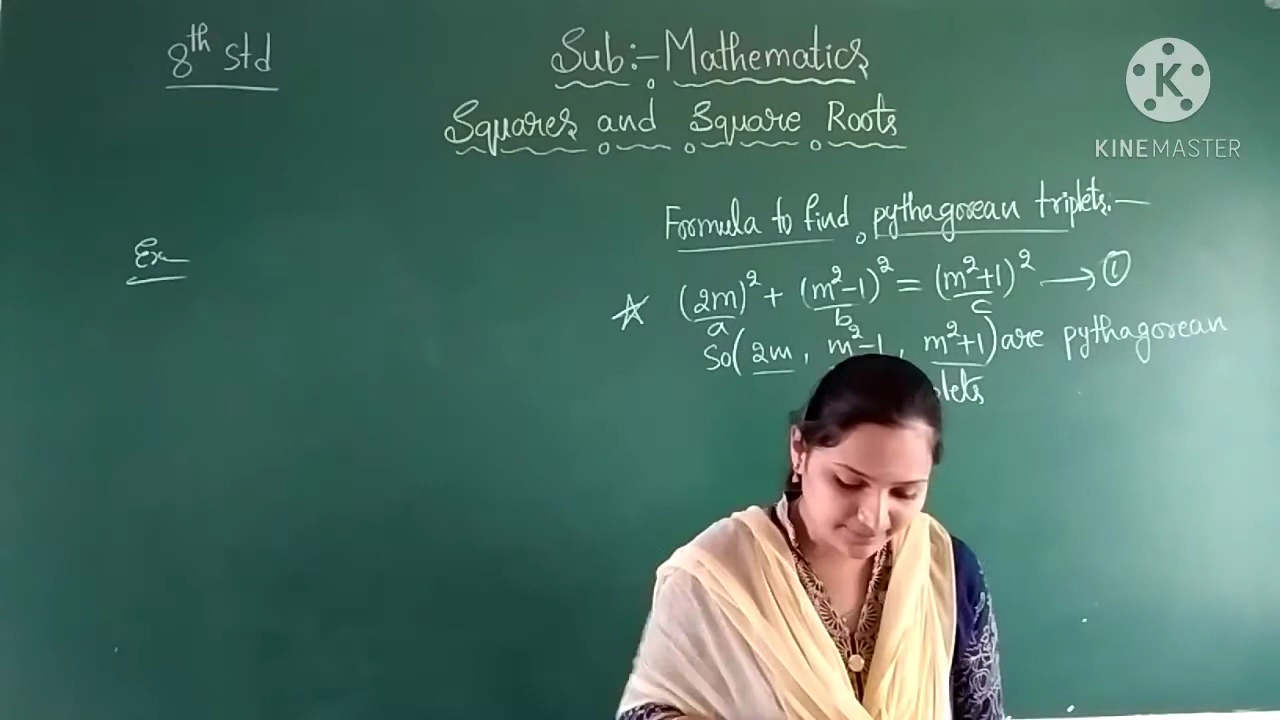 8th std
Sub:- Mathematics
Squares and Square Roots
K
KINEMASTER
Formula to find pythagorean triplets.—
Ex
☆ (2m)² + (m²-1)² = (m²+1)² → ①
a b c
So (2m, m²-1, m²+1) are pythagorean
lets